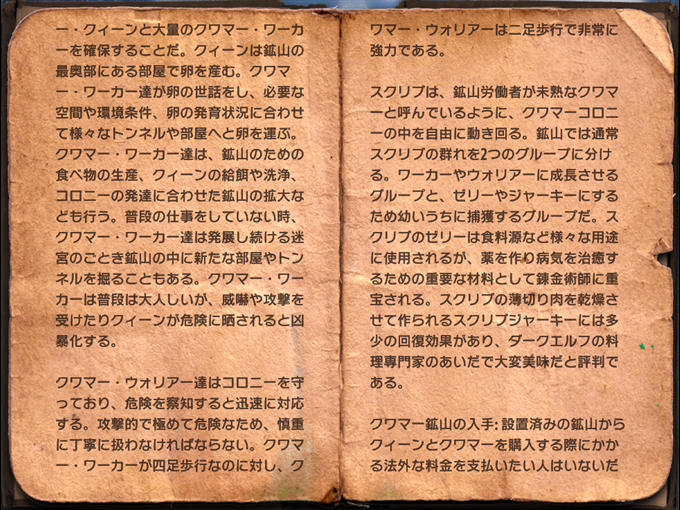 ー・クィーンと大量のクワマー・ワーカ
ーを確保することだ。クィーンは鉱山の
最奥部にある部屋で卵を産む。クワマ
ー・ワーカー達が卵の世話をし、必要な
空間や環境条件、卵の発育状況に合わせ
て様々なトンネルや部屋へと卵を運ぶ。
クワマー・ワーカー達は、鉱山のための
食べ物の生産、クィーンの給餌や洗浄、
コロニーの発達に合わせた鉱山の拡大な
ども行う。普段の仕事をしていない時、
クワマー・ワーカー達は発展し続ける迷
宮のごとき鉱山の中に新たな部屋やトン
ネルを掘ることもある。クワマー・ワー
カーは普段は大人しいが、威嚇や攻撃を
受けたりクィーンが危険に晒されると凶
暴化する。
クワマー・ウォリアー達はコロニーを守
っており、危険を察知すると迅速に対応
する。攻撃的で極めて危険なため、慎重
に丁寧に扱わなければならない。クワマ
ー・ワーカーが四足歩行なのに対し、ク
ワマー・ウォリアーは二足歩行で非常に
強力である。
スクリブは、鉱山労働者が未熟なクワマ
ーと呼んでいるように、クワマーコロニ
ーの中を自由に動き回る。鉱山では通常
スクリブの群れを2つのグループに分け
る。ワーカーやウォリアーに成長させる
グループと、ゼリーやジャーキーにする
ため幼いうちに捕獲するグループだ。ス
クリブのゼリーは食料源など様々な用途
に使用されるが、薬を作り病気を治癒す
るための重要な材料として錬金術師に重
宝される。スクリブの薄切り肉を乾燥さ
せて作られるスクリブジャーキーには多
少の回復効果があり、ダークエルフの料
理専門家のあいだで大変美味だと評判で
ある。
クワマー鉱山の入手: 設置済みの鉱山から
クィーンとクワマーを購入する際にかか
る法外な料金を支払いたい人はいないだ